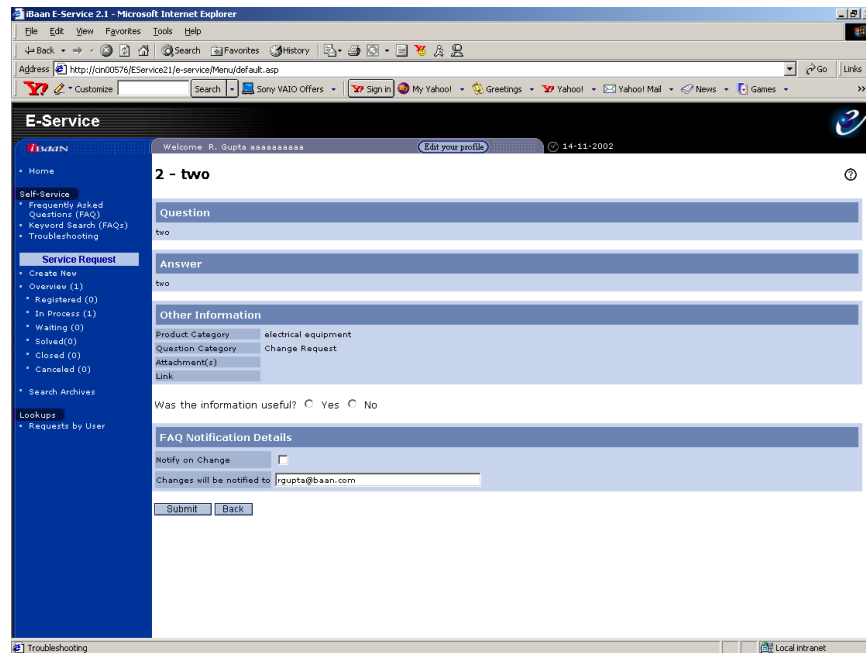 iBaan E-Service 2.1 - Microsoft Internet Explorer
File Edit View Favorites Tools Help
Back Search Favorites History
Address http://cin00576/EService21/e-service/Menu/default.asp Go Links
Y? Customize Search Sony VAIO Offers Sign in My Yahoo! Greetings Yahoo! Yahoo! Mail News Games »
E-Service
iBaan Welcome R. Gupta aaaaaaaaaa Edit your profile 14-11-2002
Home
Self-Service
Frequently Asked
Questions (FAQ)
Keyword Search (FAQs)
Troubleshooting
Service Request
Create New
Overview (1)
Registered (0)
In Process (1)
Waiting (0)
Solved(0)
Closed (0)
Canceled (0)
Search Archives
Lookups
Requests by User
2 - two
Question
two
Answer
two
Other Information
Product Category electrical equipment
Question Category Change Request
Attachment(s)
Link
Was the information useful? Yes No
FAQ Notification Details
Notify on Change
Changes will be notified to rgupta@baan.com
Submit Back
Troubleshooting Local intranet